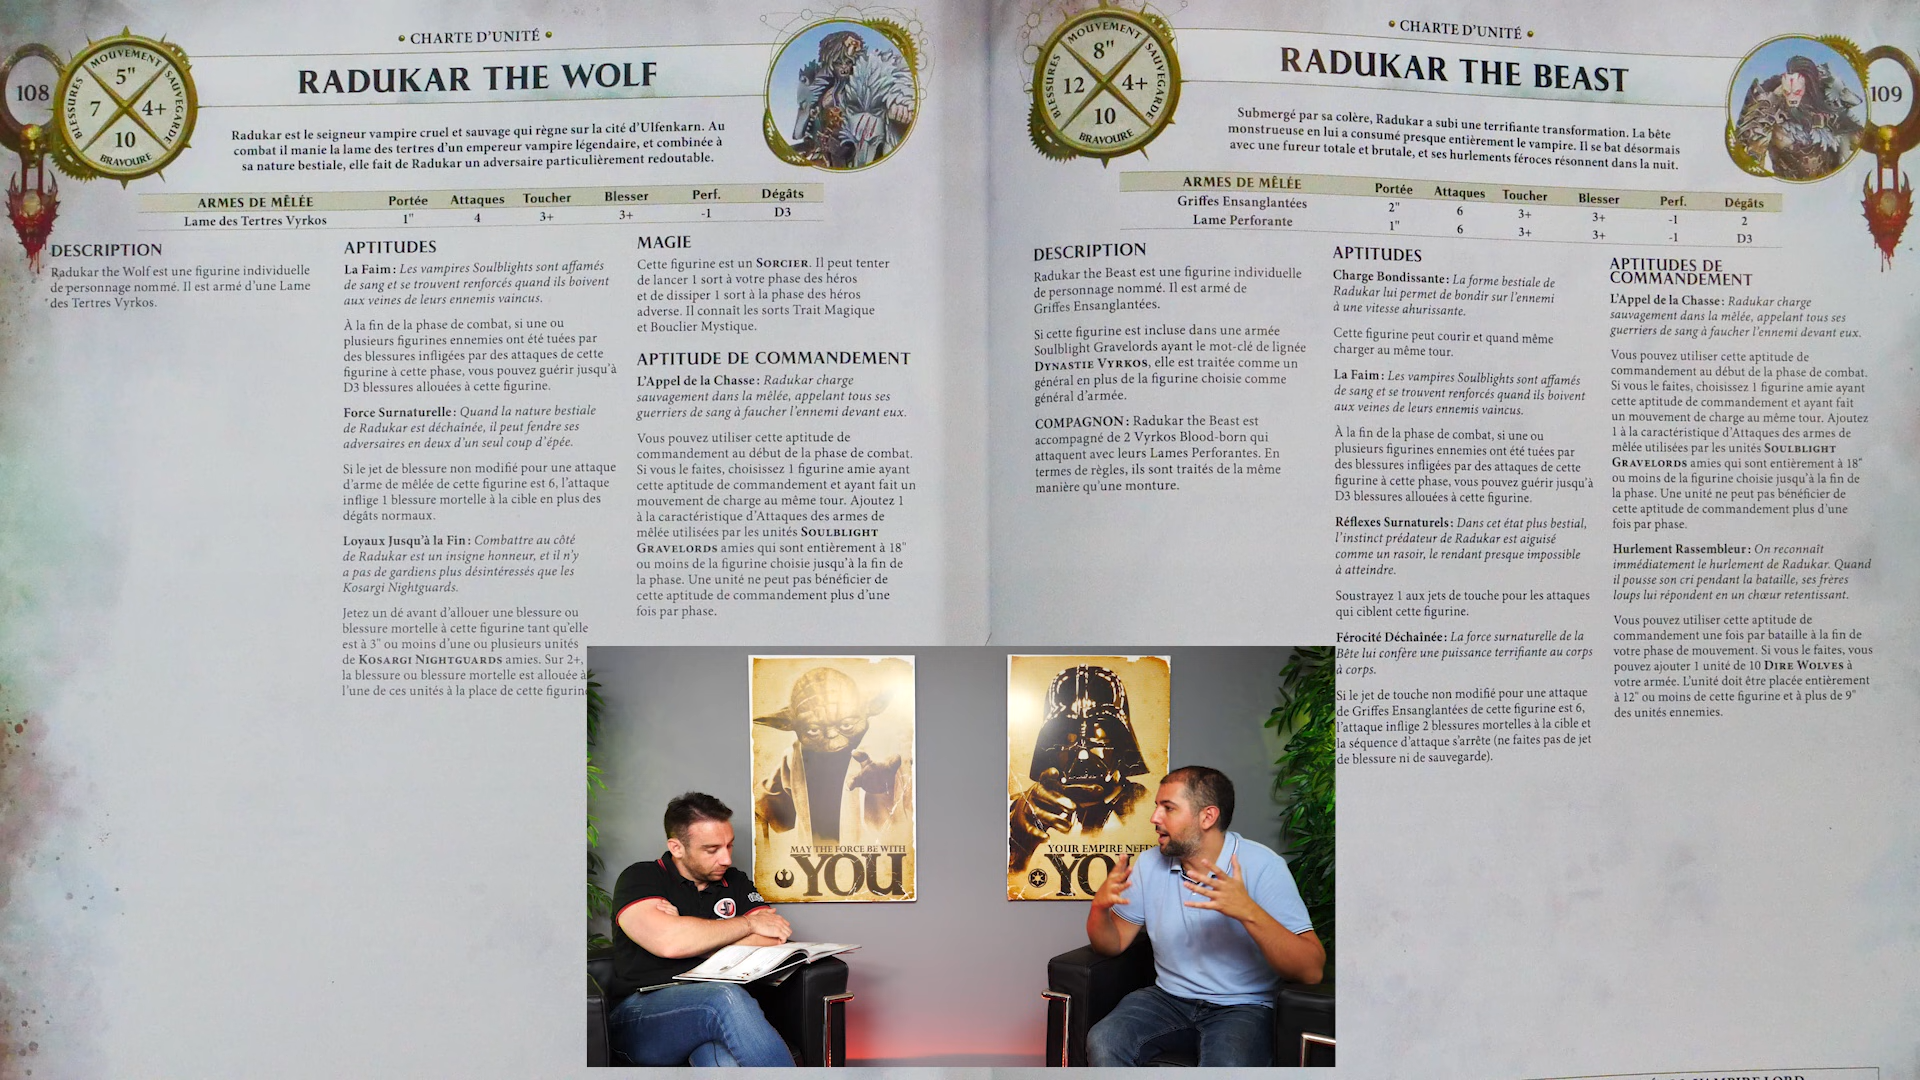 108
MOUVEMENT
5"
BLESSURES
7
4+
SAUVEGARDE
10
BRAVOURE
• CHARTE D'UNITÉ •
RADUKAR THE WOLF
Radukar est le seigneur vampire cruel et sauvage qui règne sur la cité d'Ulfenkarn. Au
combat il manie la lame des tertres d'un empereur vampire légendaire, et combinée à
sa nature bestiale, elle fait de Radukar un adversaire particulièrement redoutable.
ARMES DE MÊLÉE Portée Attaques Toucher Blesser Perf. Dégâts
Lame des Tertres Vyrkos 1" 4 3+ 3+ -1 D3
DESCRIPTION
Radukar the Wolf est une figurine individuelle
de personnage nommé. Il est armé d'une Lame
des Tertres Vyrkos.
APTITUDES
La Faim : Les vampires Soulblights sont affamés
de sang et se trouvent renforcés quand ils boivent
aux veines de leurs ennemis vaincus.
À la fin de la phase de combat, si une ou
plusieurs figurines ennemies ont été tuées par
des blessures infligées par des attaques de cette
figurine à cette phase, vous pouvez guérir jusqu'à
D3 blessures allouées à cette figurine.
Force Surnaturelle : Quand la nature bestiale
de Radukar est déchaînée, il peut fendre ses
adversaires en deux d'un seul coup d'épée.
Si le jet de blessure non modifié pour une attaque
d'arme de mêlée de cette figurine est 6, l'attaque
inflige 1 blessure mortelle à la cible en plus des
dégâts normaux.
Loyaux Jusqu'à la Fin : Combattre au côté
de Radukar est un insigne honneur, et il n'y
a pas de gardiens plus désintéressés que les
Kosargi Nightguards.
Jetez un dé avant d'allouer une blessure ou
blessure mortelle à cette figurine tant qu'elle
est à 3" ou moins d'une ou plusieurs unités
de KOSARGI NIGHTGUARDS amies. Sur 2+,
la blessure ou blessure mortelle est allouée à
l'une de ces unités à la place de cette figurin
MAGIE
Cette figurine est un SORCIER. Il peut tenter
de lancer 1 sort à votre phase des héros
et de dissiper 1 sort à la phase des héros
adverse. Il connaît les sorts Trait Magique
et Bouclier Mystique.
APTITUDE DE COMMANDEMENT
L'Appel de la Chasse : Radukar charge
sauvagement dans la mêlée, appelant tous ses
guerriers de sang à faucher l'ennemi devant eux.
Vous pouvez utiliser cette aptitude de
commandement au début de la phase de combat.
Si vous le faites, choisissez 1 figurine amie ayant
cette aptitude de commandement et ayant fait un
mouvement de charge au même tour. Ajoutez 1
à la caractéristique d'Attaques des armes de
mêlée utilisées par les unités SOULBLIGHT
GRAVELORDS amies qui sont entièrement à 18"
ou moins de la figurine choisie jusqu'à la fin de
la phase. Une unité ne peut pas bénéficier de
cette aptitude de commandement plus d'une
fois par phase.
MOUVEMENT
8"
BLESSURES
12
4+
SAUVEGARDE
10
BRAVOURE
• CHARTE D'UNITÉ •
RADUKAR THE BEAST
109
Submergé par sa colère, Radukar a subi une terrifiante transformation. La bête
monstrueuse en lui a consumé presque entièrement le vampire. Il se bat désormais
avec une fureur totale et brutale, et ses hurlements féroces résonnent dans la nuit.
ARMES DE MÊLÉE Portée Attaques Toucher Blesser Perf. Dégâts
Griffes Ensanglantées 2" 6 3+ 3+ -1 2
Lame Perforante 1" 6 3+ 3+ -1 D3
DESCRIPTION
Radukar the Beast est une figurine individuelle
de personnage nommé. Il est armé de
Griffes Ensanglantées.
Si cette figurine est incluse dans une armée
Soulblight Gravelords ayant le mot-clé de lignée
DYNASTIE VYRKOS, elle est traitée comme un
général en plus de la figurine choisie comme
général d'armée.
COMPAGNON : Radukar the Beast est
accompagné de 2 Vyrkos Blood-born qui
attaquent avec leurs Lames Perforantes. En
termes de règles, ils sont traités de la même
manière qu'une monture.
APTITUDES
Charge Bondissante : La forme bestiale de
Radukar lui permet de bondir sur l'ennemi
à une vitesse ahurissante.
Cette figurine peut courir et quand même
charger au même tour.
La Faim : Les vampires Soulblights sont affamés
de sang et se trouvent renforcés quand ils boivent
aux veines de leurs ennemis vaincus.
À la fin de la phase de combat, si une ou
plusieurs figurines ennemies ont été tuées par
des blessures infligées par des attaques de cette
figurine à cette phase, vous pouvez guérir jusqu'à
D3 blessures allouées à cette figurine.
Réflexes Surnaturels : Dans cet état plus bestial,
l'instinct prédateur de Radukar est aiguisé
comme un rasoir, le rendant presque impossible
à atteindre.
Soustrayez 1 aux jets de touche pour les attaques
qui ciblent cette figurine.
Férocité Déchaînée : La force surnaturelle de la
Bête lui confère une puissance terrifiante au corps
à corps.
Si le jet de touche non modifié pour une attaque
de Griffes Ensanglantées de cette figurine est 6,
l'attaque inflige 2 blessures mortelles à la cible et
la séquence d'attaque s'arrête (ne faites pas de jet
de blessure ni de sauvegarde).
APTITUDES DE
COMMANDEMENT
L'Appel de la Chasse : Radukar charge
sauvagement dans la mêlée, appelant tous ses
guerriers de sang à faucher l'ennemi devant eux.
Vous pouvez utiliser cette aptitude de
commandement au début de la phase de combat.
Si vous le faites, choisissez 1 figurine amie ayant
cette aptitude de commandement et ayant fait
un mouvement de charge au même tour. Ajoutez
1 à la caractéristique d'Attaques des armes de
mêlée utilisées par les unités SOULBLIGHT
GRAVELORDS amies qui sont entièrement à 18"
ou moins de la figurine choisie jusqu'à la fin de
la phase. Une unité ne peut pas bénéficier de
cette aptitude de commandement plus d'une
fois par phase.
Hurlement Rassembleur : On reconnaît
immédiatement le hurlement de Radukar. Quand
il pousse son cri pendant la bataille, ses frères
loups lui répondent en un chœur retentissant.
Vous pouvez utiliser cette aptitude de
commandement une fois par bataille à la fin de
votre phase de mouvement. Si vous le faites, vous
pouvez ajouter 1 unité de 10 DIRE WOLVES à
votre armée. L'unité doit être placée entièrement
à 12" ou moins de cette figurine et à plus de 9"
des unités ennemies.
MAY THE FORCE BE WITH
YOU
YOUR EMPIRE NEED
YO